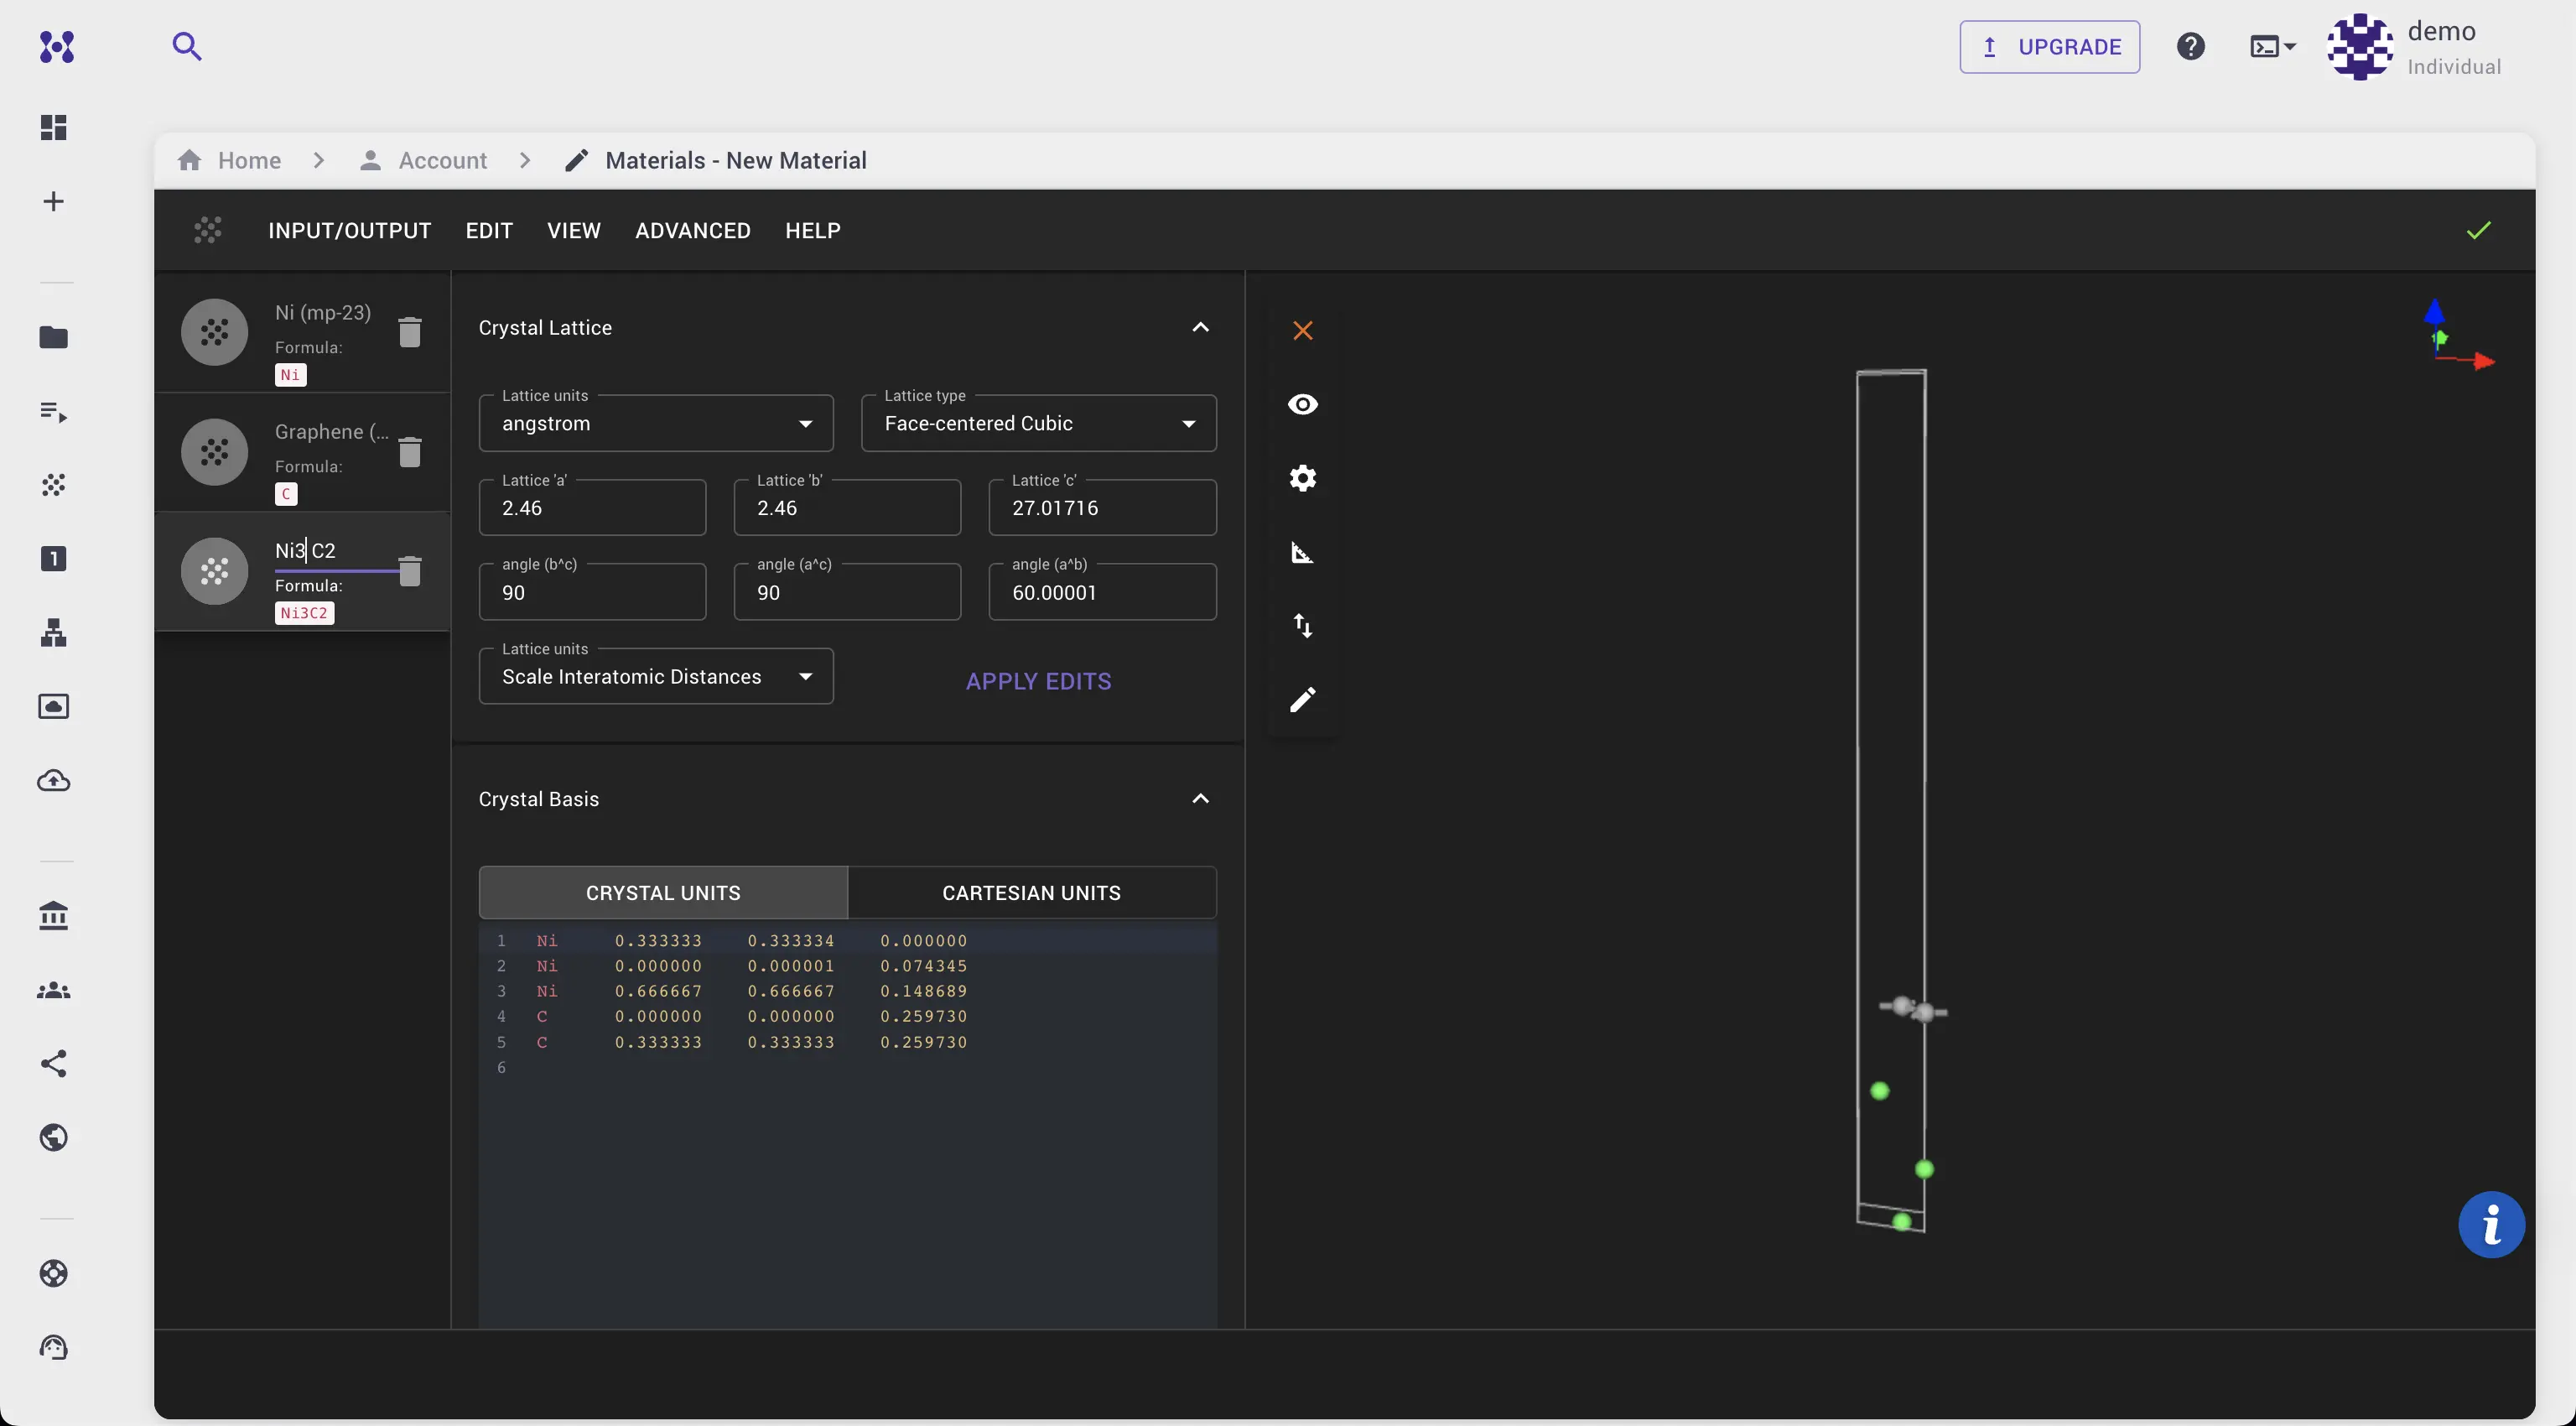 UPGRADE
demo
Individual
Home
Account
Materials - New Material
INPUT/OUTPUT EDIT VIEW ADVANCED HELP
Ni (mp-23)
Formula:
Ni
Graphene (...
Formula:
C
Ni3 C2
Formula:
Ni3C2
Crystal Lattice
Lattice units
angstrom
Lattice type
Face-centered Cubic
Lattice 'a'
2.46
Lattice 'b'
2.46
Lattice 'c'
27.01716
angle (b^c)
90
angle (a^c)
90
angle (a^b)
60.00001
Lattice units
Scale Interatomic Distances
APPLY EDITS
Crystal Basis
CRYSTAL UNITS
CARTESIAN UNITS
1 Ni 0.333333 0.333334 0.000000
2 Ni 0.000000 0.000001 0.074345
3 Ni 0.666667 0.666667 0.148689
4 C 0.000000 0.000000 0.259730
5 C 0.333333 0.333333 0.259730
6
1
i